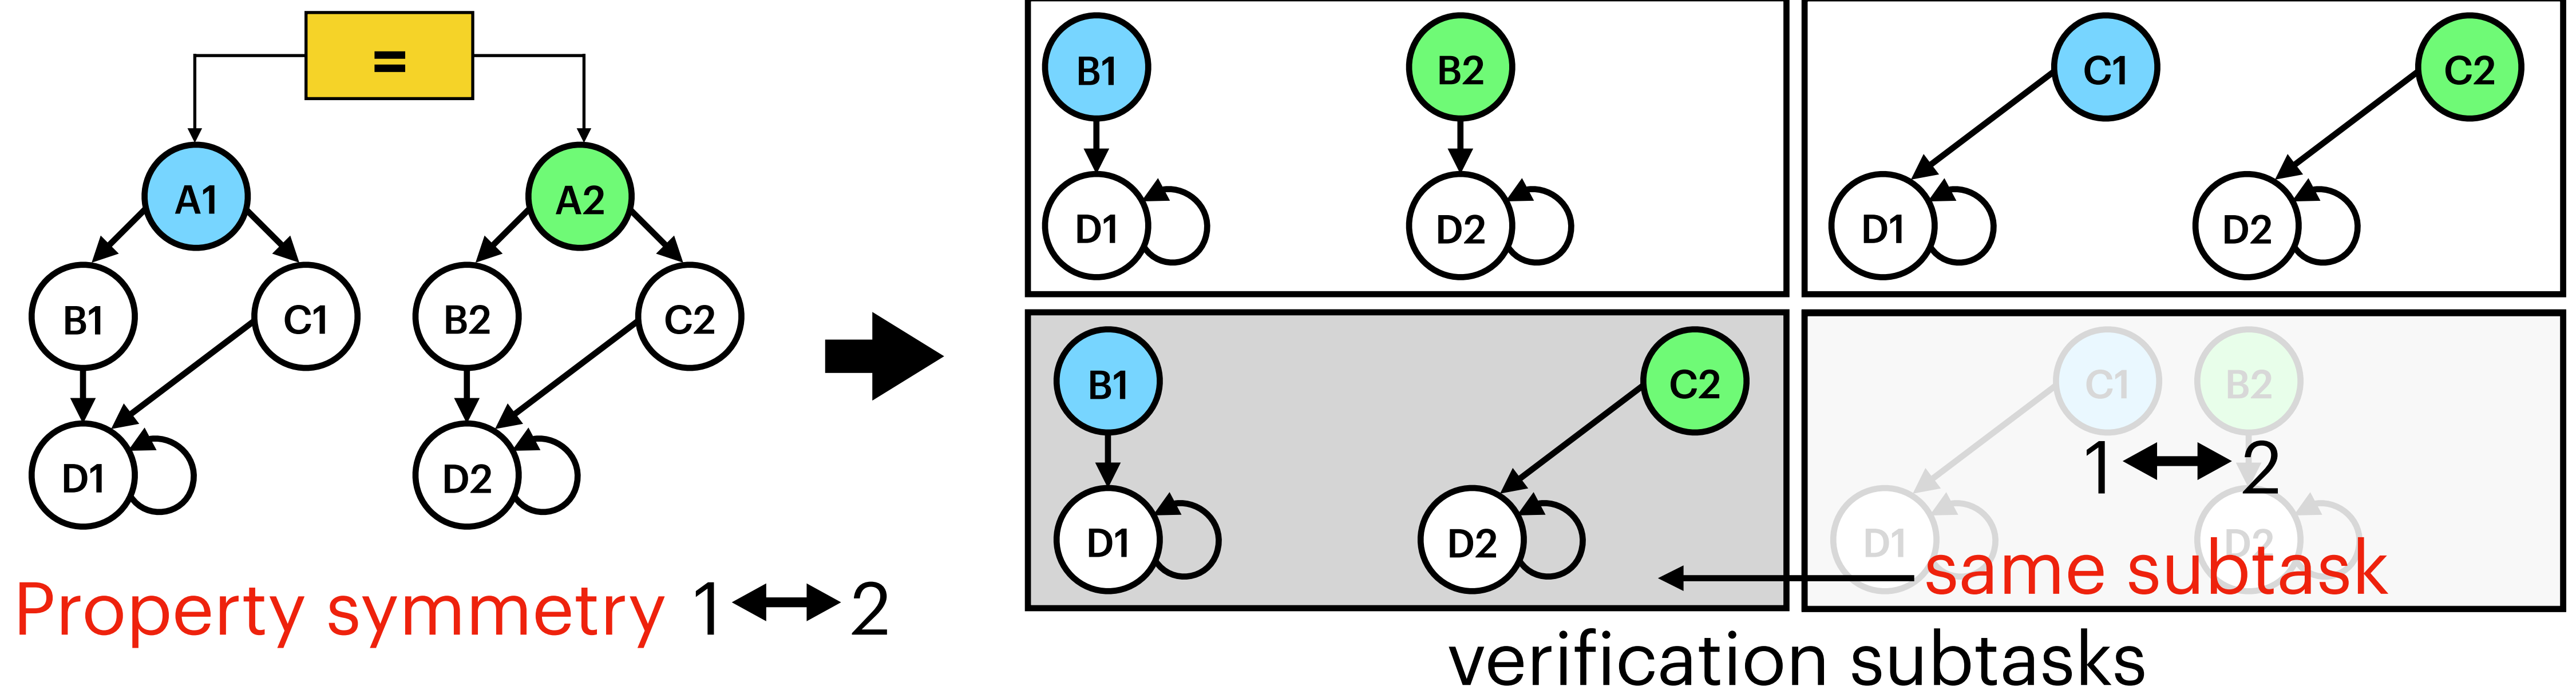 =
A1 A2
B1 C1 B2 C2
D1 D2
Property symmetry 1 2
B1 B2
D1 D2
C1 C2
D1 D2
B1 C2
D1 D2
C1 B2
1 2
D1 D2
same subtask
verification subtasks